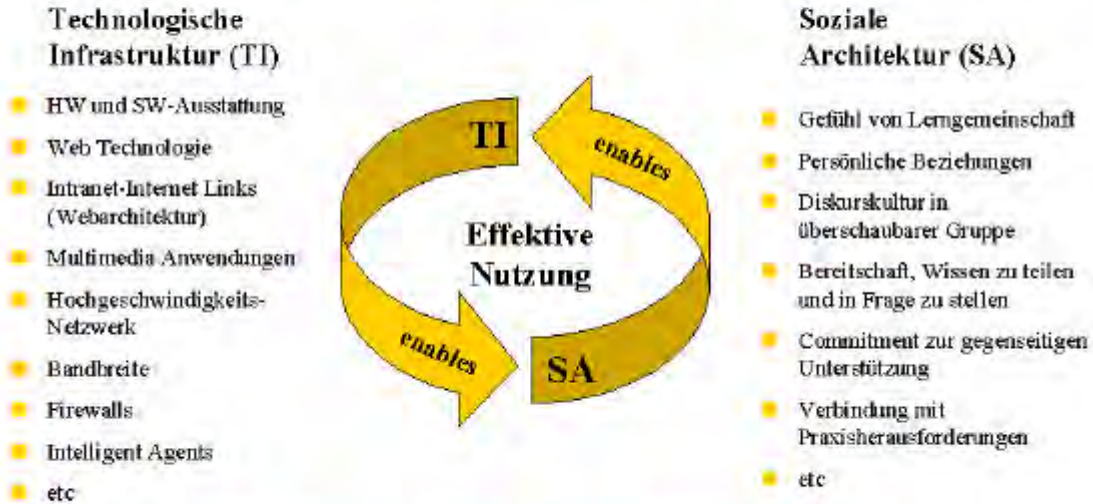 Technologische
Infrastruktur (TI)
HW und SW-Ausstattung
Web Technologie
Intranet-Internet Links
(Webarchitektur)
Multimedia Anwendungen
Hochgeschwindigkeits-
Netzwerk
Bandbreite
Firewalls
Intelligent Agents
etc
TI
enables
Effektive
Nutzung
enables
SA
Soziale
Architektur (SA)
Gefühl von Lerngemeinschaft
Persönliche Beziehungen
Diskurskultur in
überschaubarer Gruppe
Bereitschaft, Wissen zu teilen
und in Frage zu stellen
Commitment zur gegenseitigen
Unterstützung
Verbindung mit
Praxisherausforderungen
etc